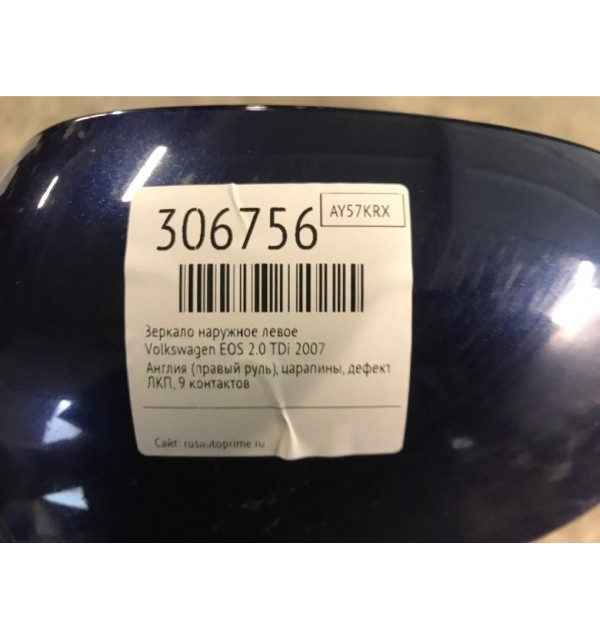 306756
AY57KRX
Зеркало наружное левое
Volkswagen EOS 2.0 TDi 2007
Англия (правый руль), царапины, дефект
ЛКП, 9 контактов
Сайт: rusautoprime.ru